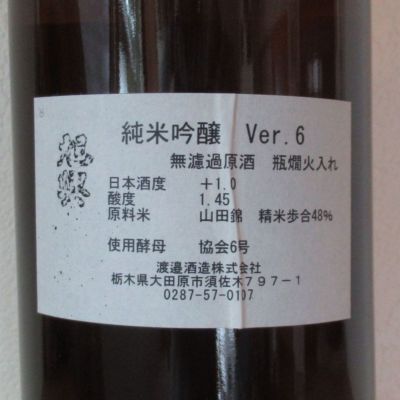 旭興
純米吟醸 Ver.6
無濾過原酒 瓶燗火入れ
日本酒度 +1.0
酸度 1.45
原料米 山田錦 精米歩合48%
使用酵母 協会6号
渡邉酒造株式会社
栃木県大田原市須佐木797-1
0287-57-0107